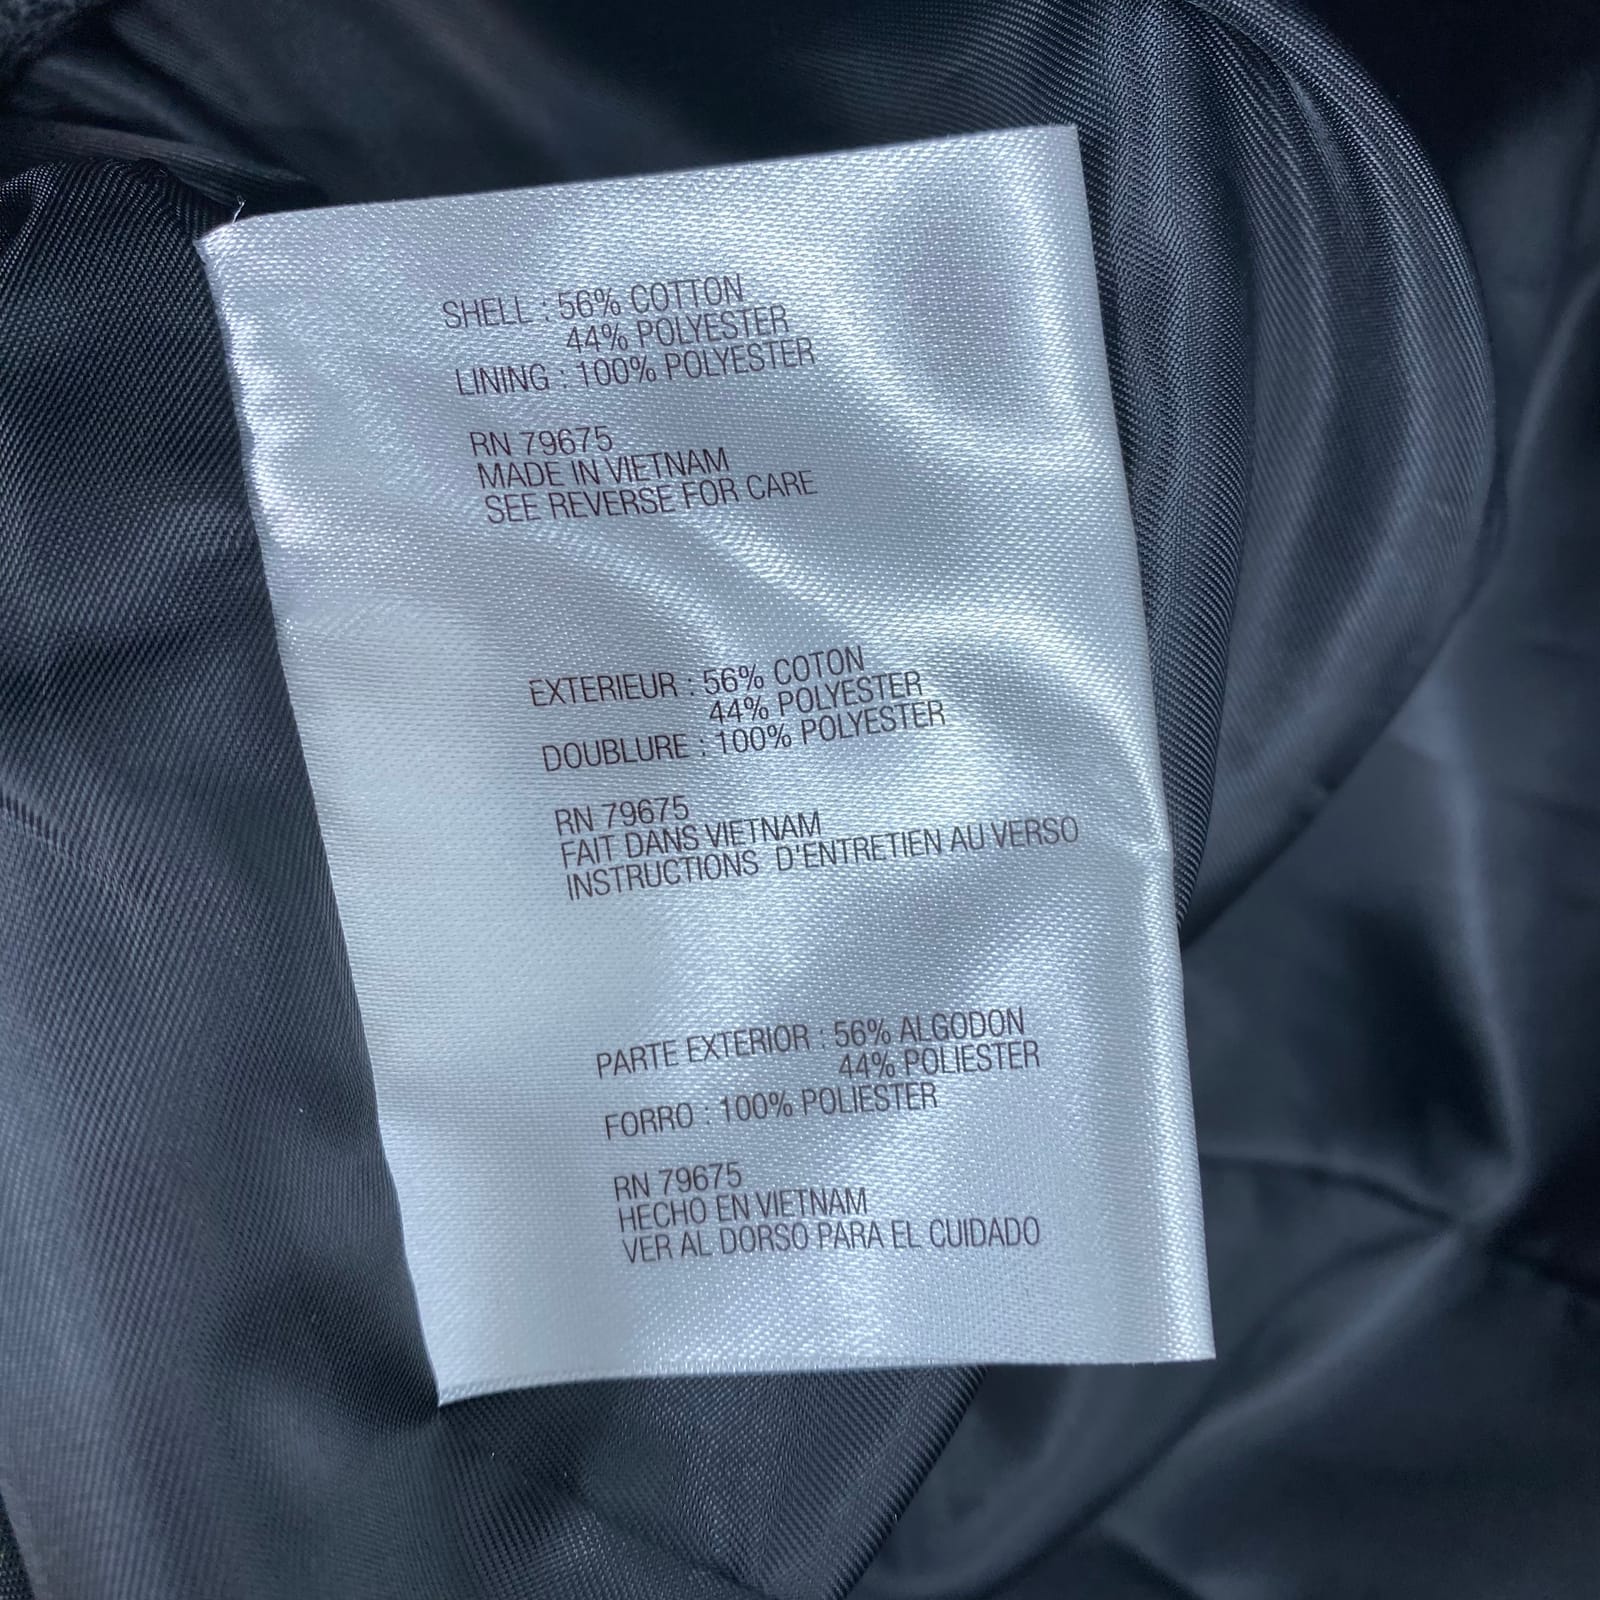 SHELL : 56% COTTON
44% POLYESTER
LINING : 100% POLYESTER
RN 79675
MADE IN VIETNAM
SEE REVERSE FOR CARE
EXTERIEUR : 56% COTON
44% POLYESTER
DOUBLURE : 100% POLYESTER
RN 79675
FAIT DANS VIETNAM
INSTRUCTIONS D'ENTRETIEN AU VERSO
PARTE EXTERIOR : 56% ALGODON
44% POLIESTER
FORRO : 100% POLIESTER
RN 79675
HECHO EN VIETNAM
VER AL DORSO PARA EL CUIDADO